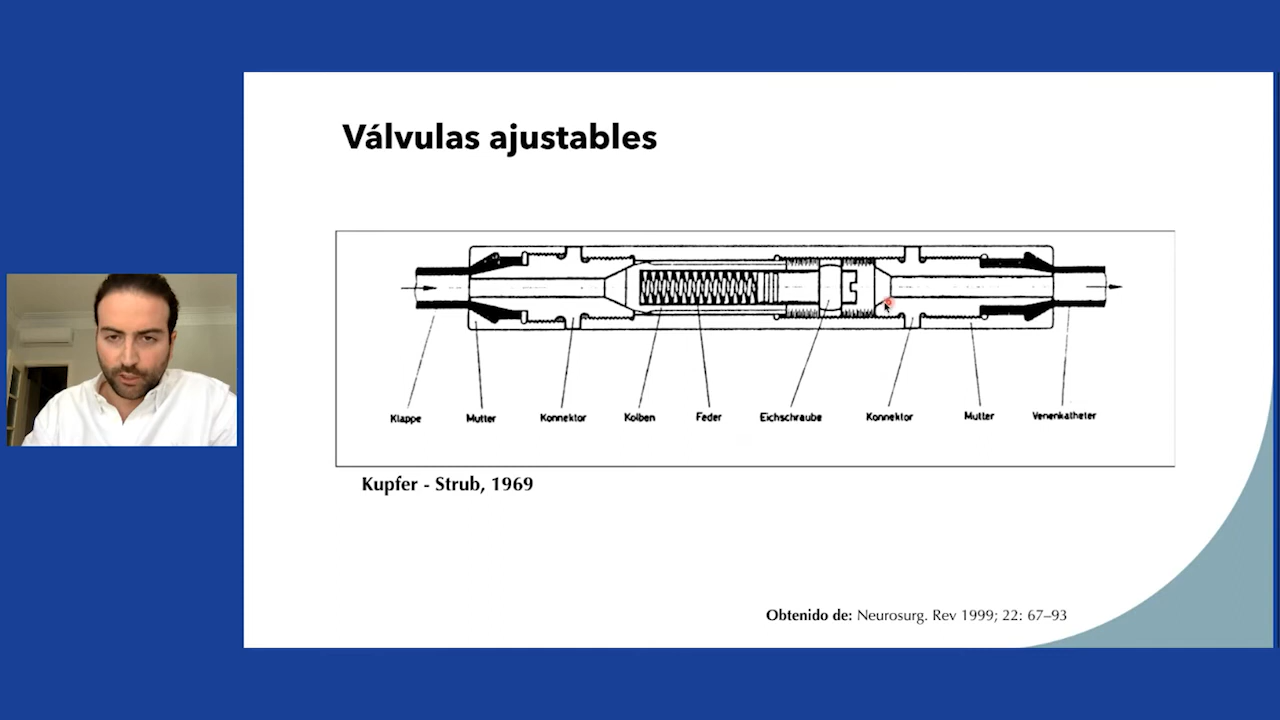 Válvulas ajustables
Klappe Mutter Konnektor Kolben Feder Eichschraube Konnektor Mutter Venenkatheter
Kupfer - Strub, 1969
Obtenido de: Neurosurg. Rev 1999; 22: 67–93